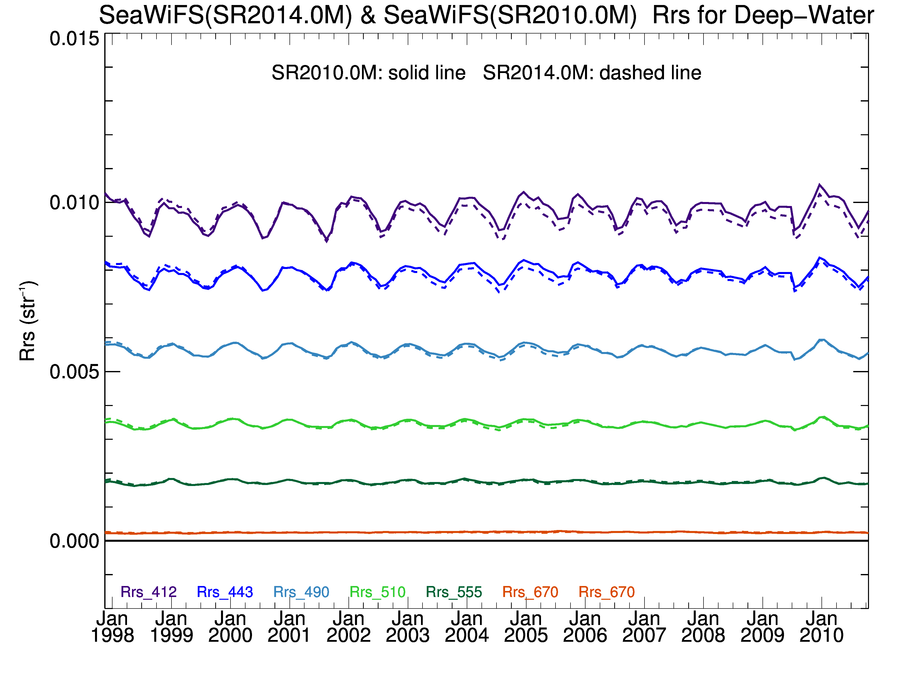 SeaWiFS(SR2014.0M) & SeaWiFS(SR2010.0M) Rrs for Deep−Water
0.015
SR2010.0M: solid line SR2014.0M: dashed line
0.010
Rrs (str⁻¹)
0.005
0.000
Rrs_412 Rrs_443 Rrs_490 Rrs_510 Rrs_555 Rrs_670 Rrs_670
Jan Jan Jan Jan Jan Jan Jan Jan Jan Jan Jan Jan Jan
1998 1999 2000 2001 2002 2003 2004 2005 2006 2007 2008 2009 2010